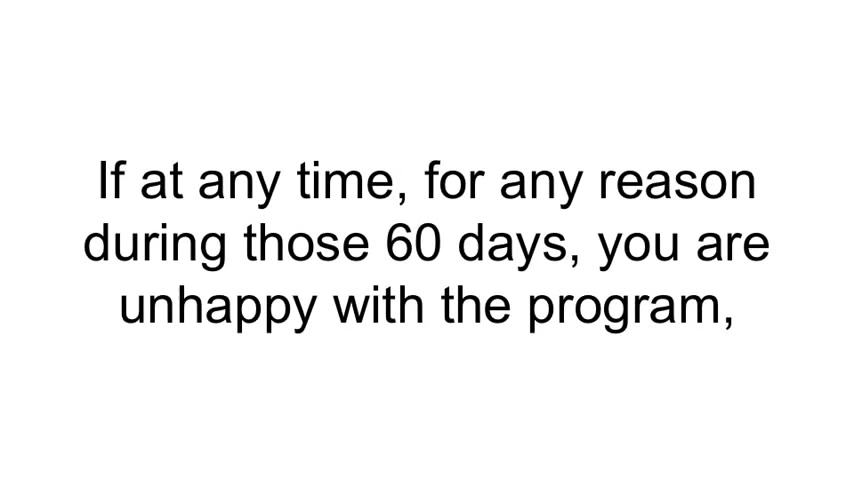 If at any time, for any reason
during those 60 days, you are
unhappy with the program,